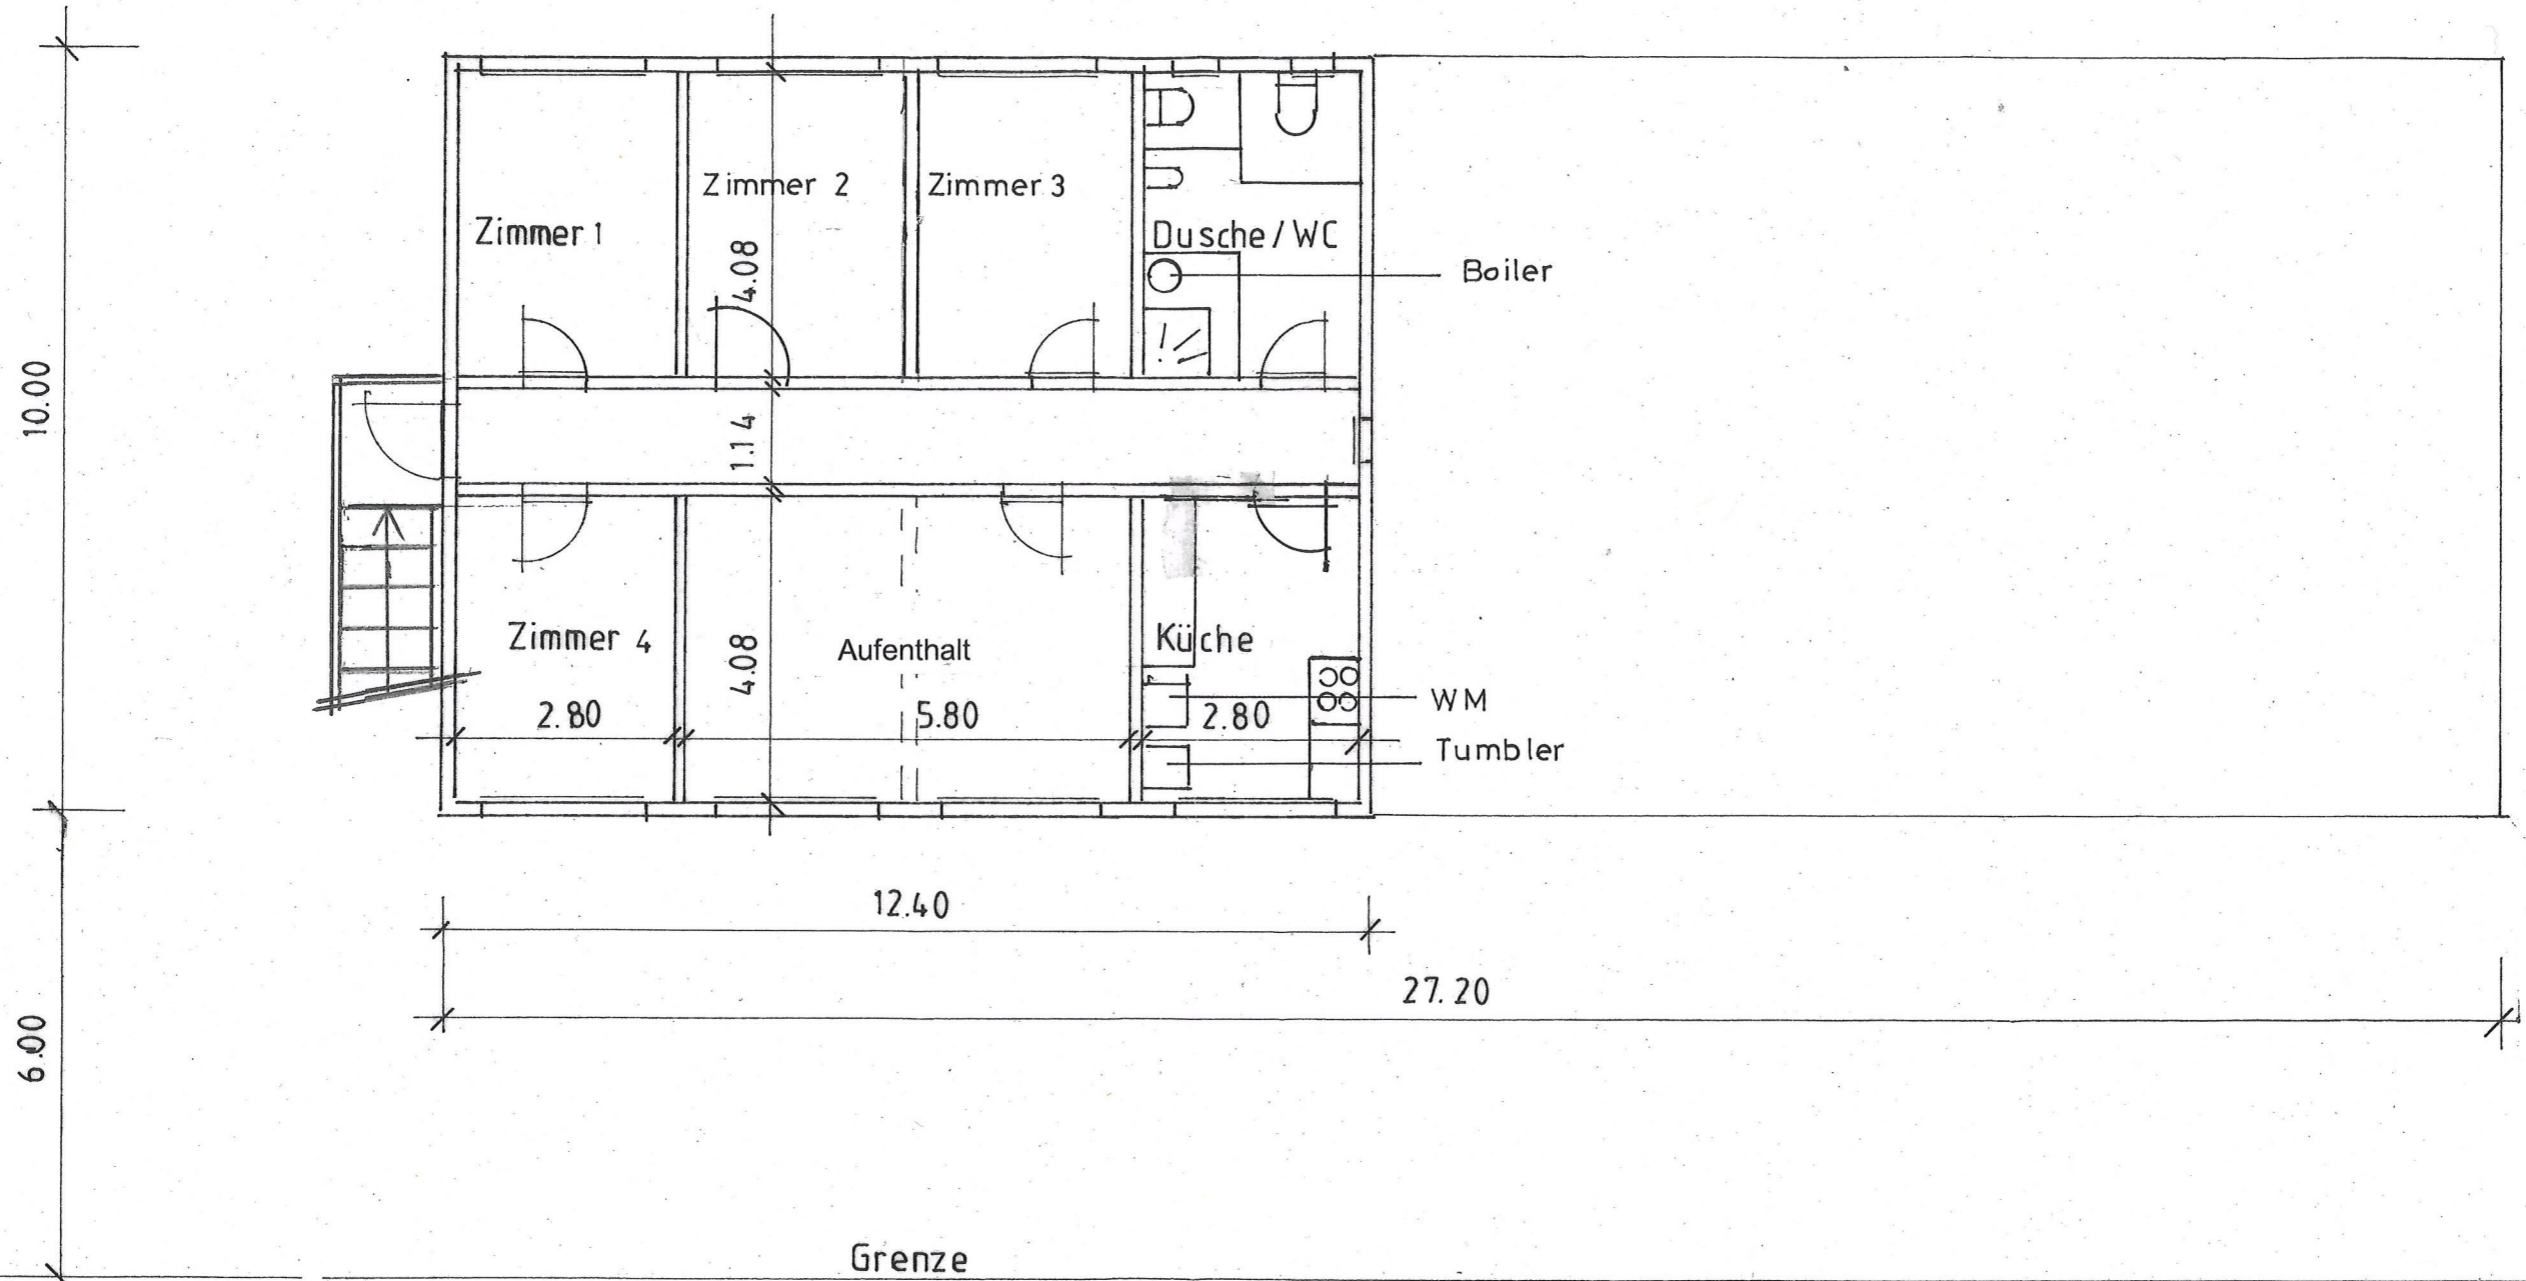 Zimmer 1
Zimmer 2
Zimmer 3
Dusche/WC
Boiler
4.08
10.00
1.14
Zimmer 4
4.08
Aufenthalt
Küche
WM
2.80
5.80
2.80
Tumbler
12.40
27.20
6.00
Grenze